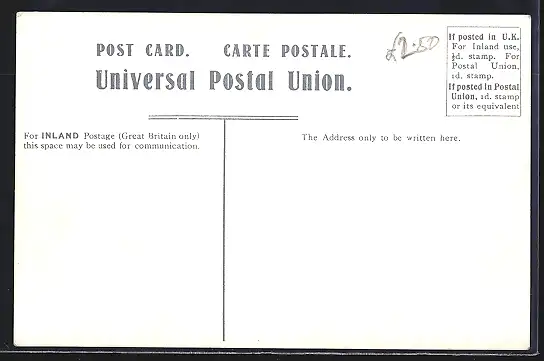 POST CARD. CARTE POSTALE.
Universal Postal Union.
£2.50
If posted in U.K.
For Inland use,
½d. stamp. For
Postal Union,
1d. stamp.
If posted in Postal
Union, 1d. stamp
or its equivalent
For INLAND Postage (Great Britain only)
this space may be used for communication.
The Address only to be written here.